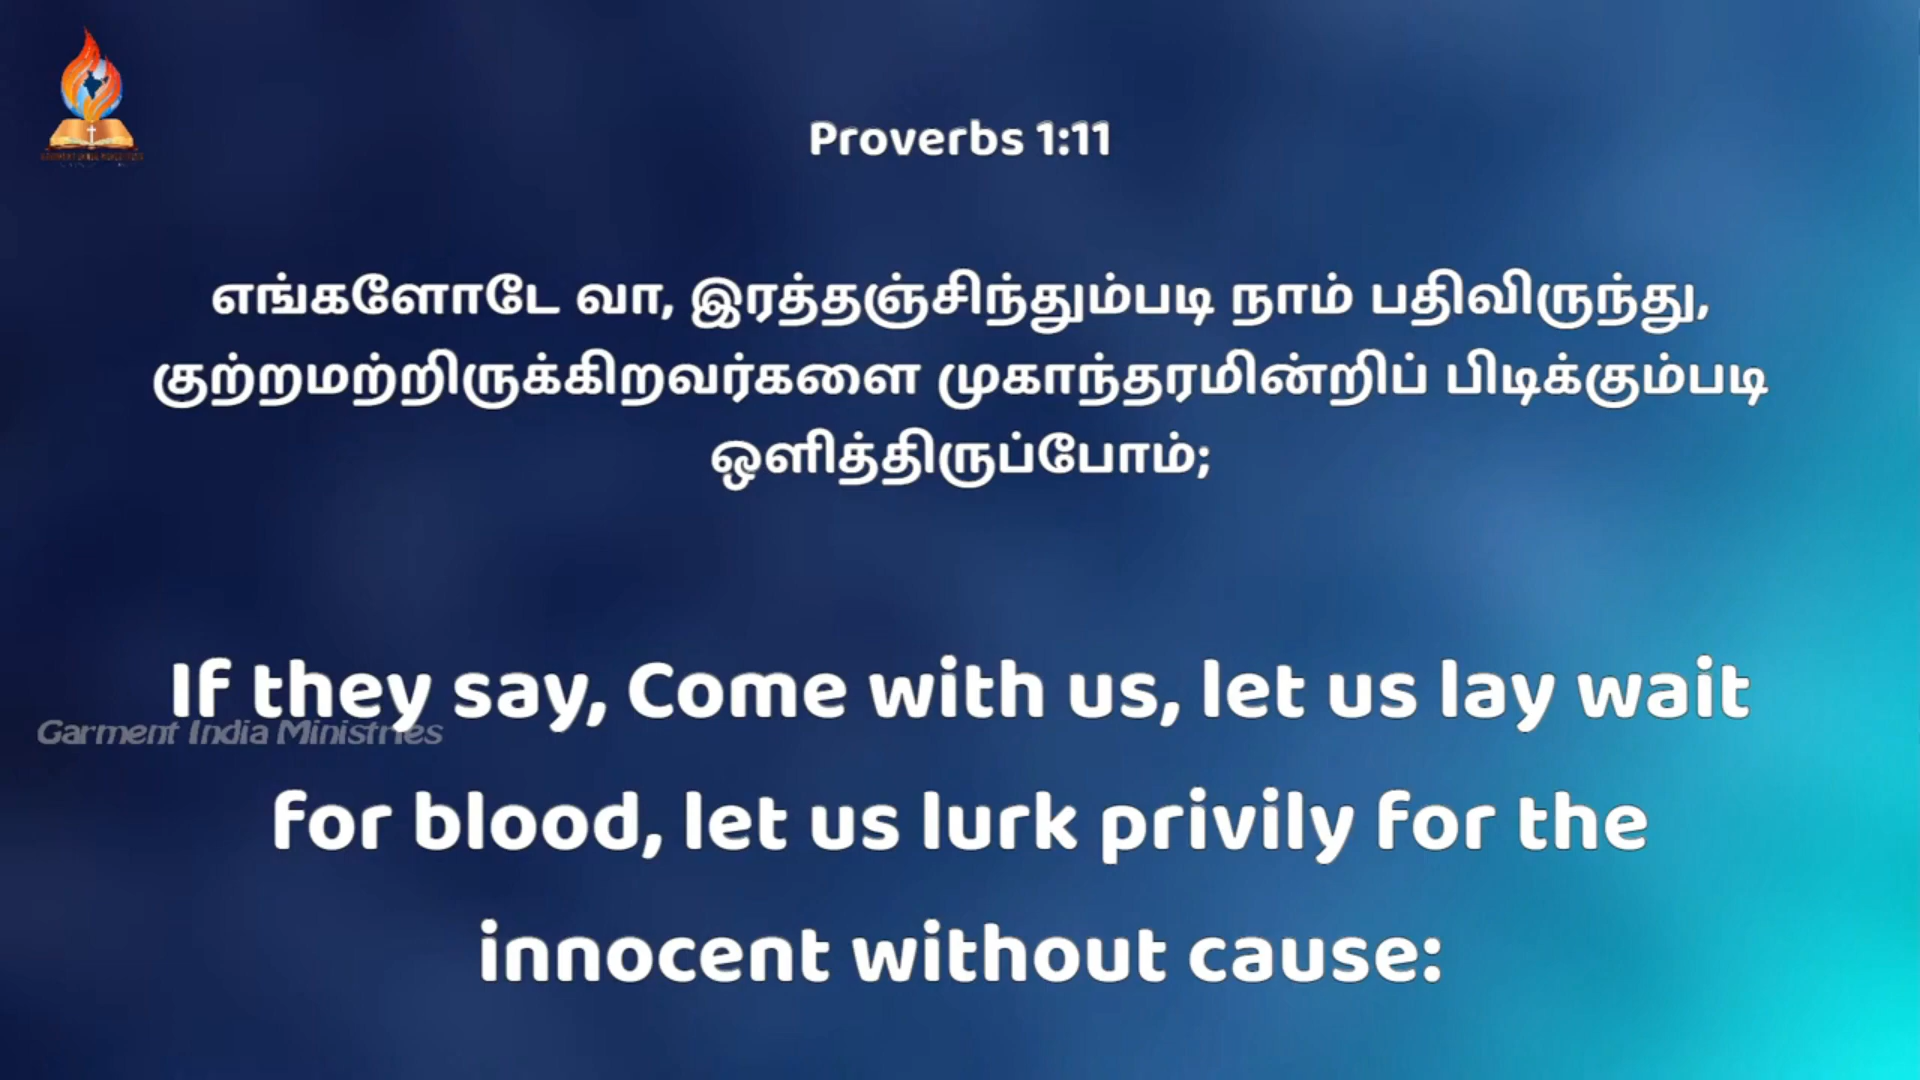 Proverbs 1:11
எங்களோடே வா, இரத்தஞ்சிந்தும்படி நாம் பதிவிருந்து,
குற்றமற்றிருக்கிறவர்களை முகாந்தரமின்றிப் பிடிக்கும்படி
ஒளித்திருப்போம்;
If they say, Come with us, let us lay wait
Garment India Ministries
for blood, let us lurk privily for the
innocent without cause: